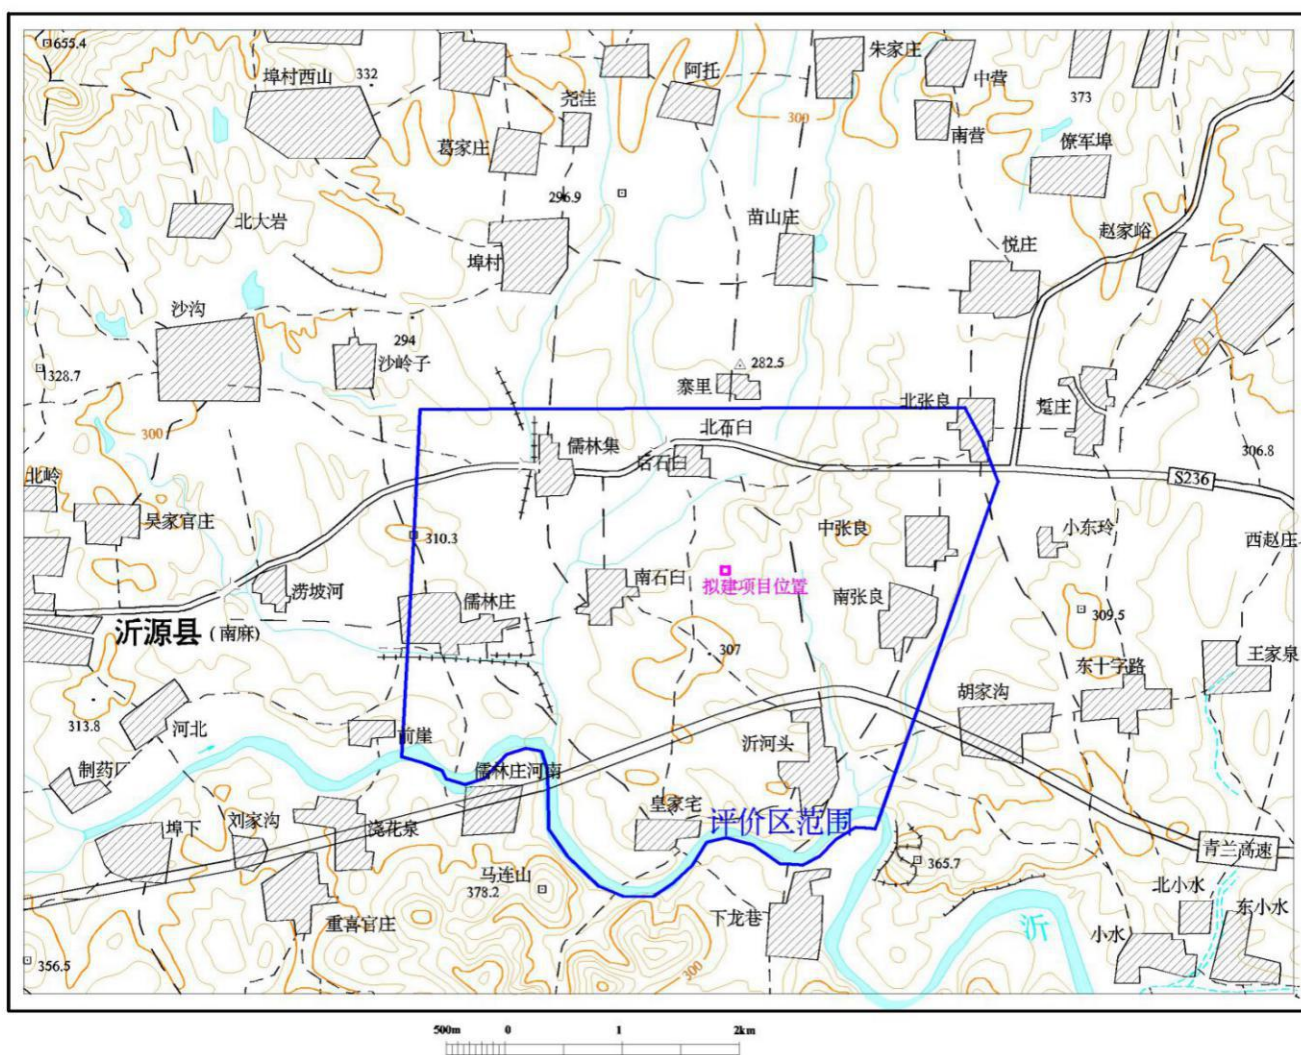 655.4
埠村西山
332
阿托
朱家庄
中营
373
尧洼
300
葛家庄
南营
僚军埠
296.9
北大岩
苗山庄
赵家峪
悦庄
埠村
沙沟
294
沙岭子
282.5
328.7
寨里
北张良
踅庄
300
儒林集
北石臼
后石臼
306.8
北岭
S236
吴家官庄
310.3
中张良
小东玲
西赵庄
涝坡河
南石臼
拟建项目位置
儒林庄
南张良
309.5
沂源县(南麻)
307
王家泉
东十字路
胡家沟
313.8
河北
前崖
沂河头
制药厂
儒林庄河南
皇家宅
评价区范围
埠下
刘家沟
浇花泉
青兰高速
365.7
马连山
378.2
北小水
东小水
重喜官庄
下龙巷
沂
小水
356.5
300
500m 0 1 2km